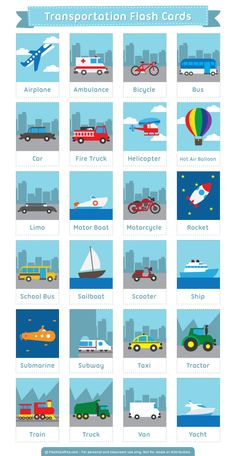 Transportation Flash Cards
Airplane Ambulance Bicycle Bus
Car Fire Truck Helicopter Hot Air Balloon
Limo Motor Boat Motorcycle Rocket
School Bus Sailboat Scooter Ship
Submarine Subway Taxi Tractor
Train Truck Van Yacht